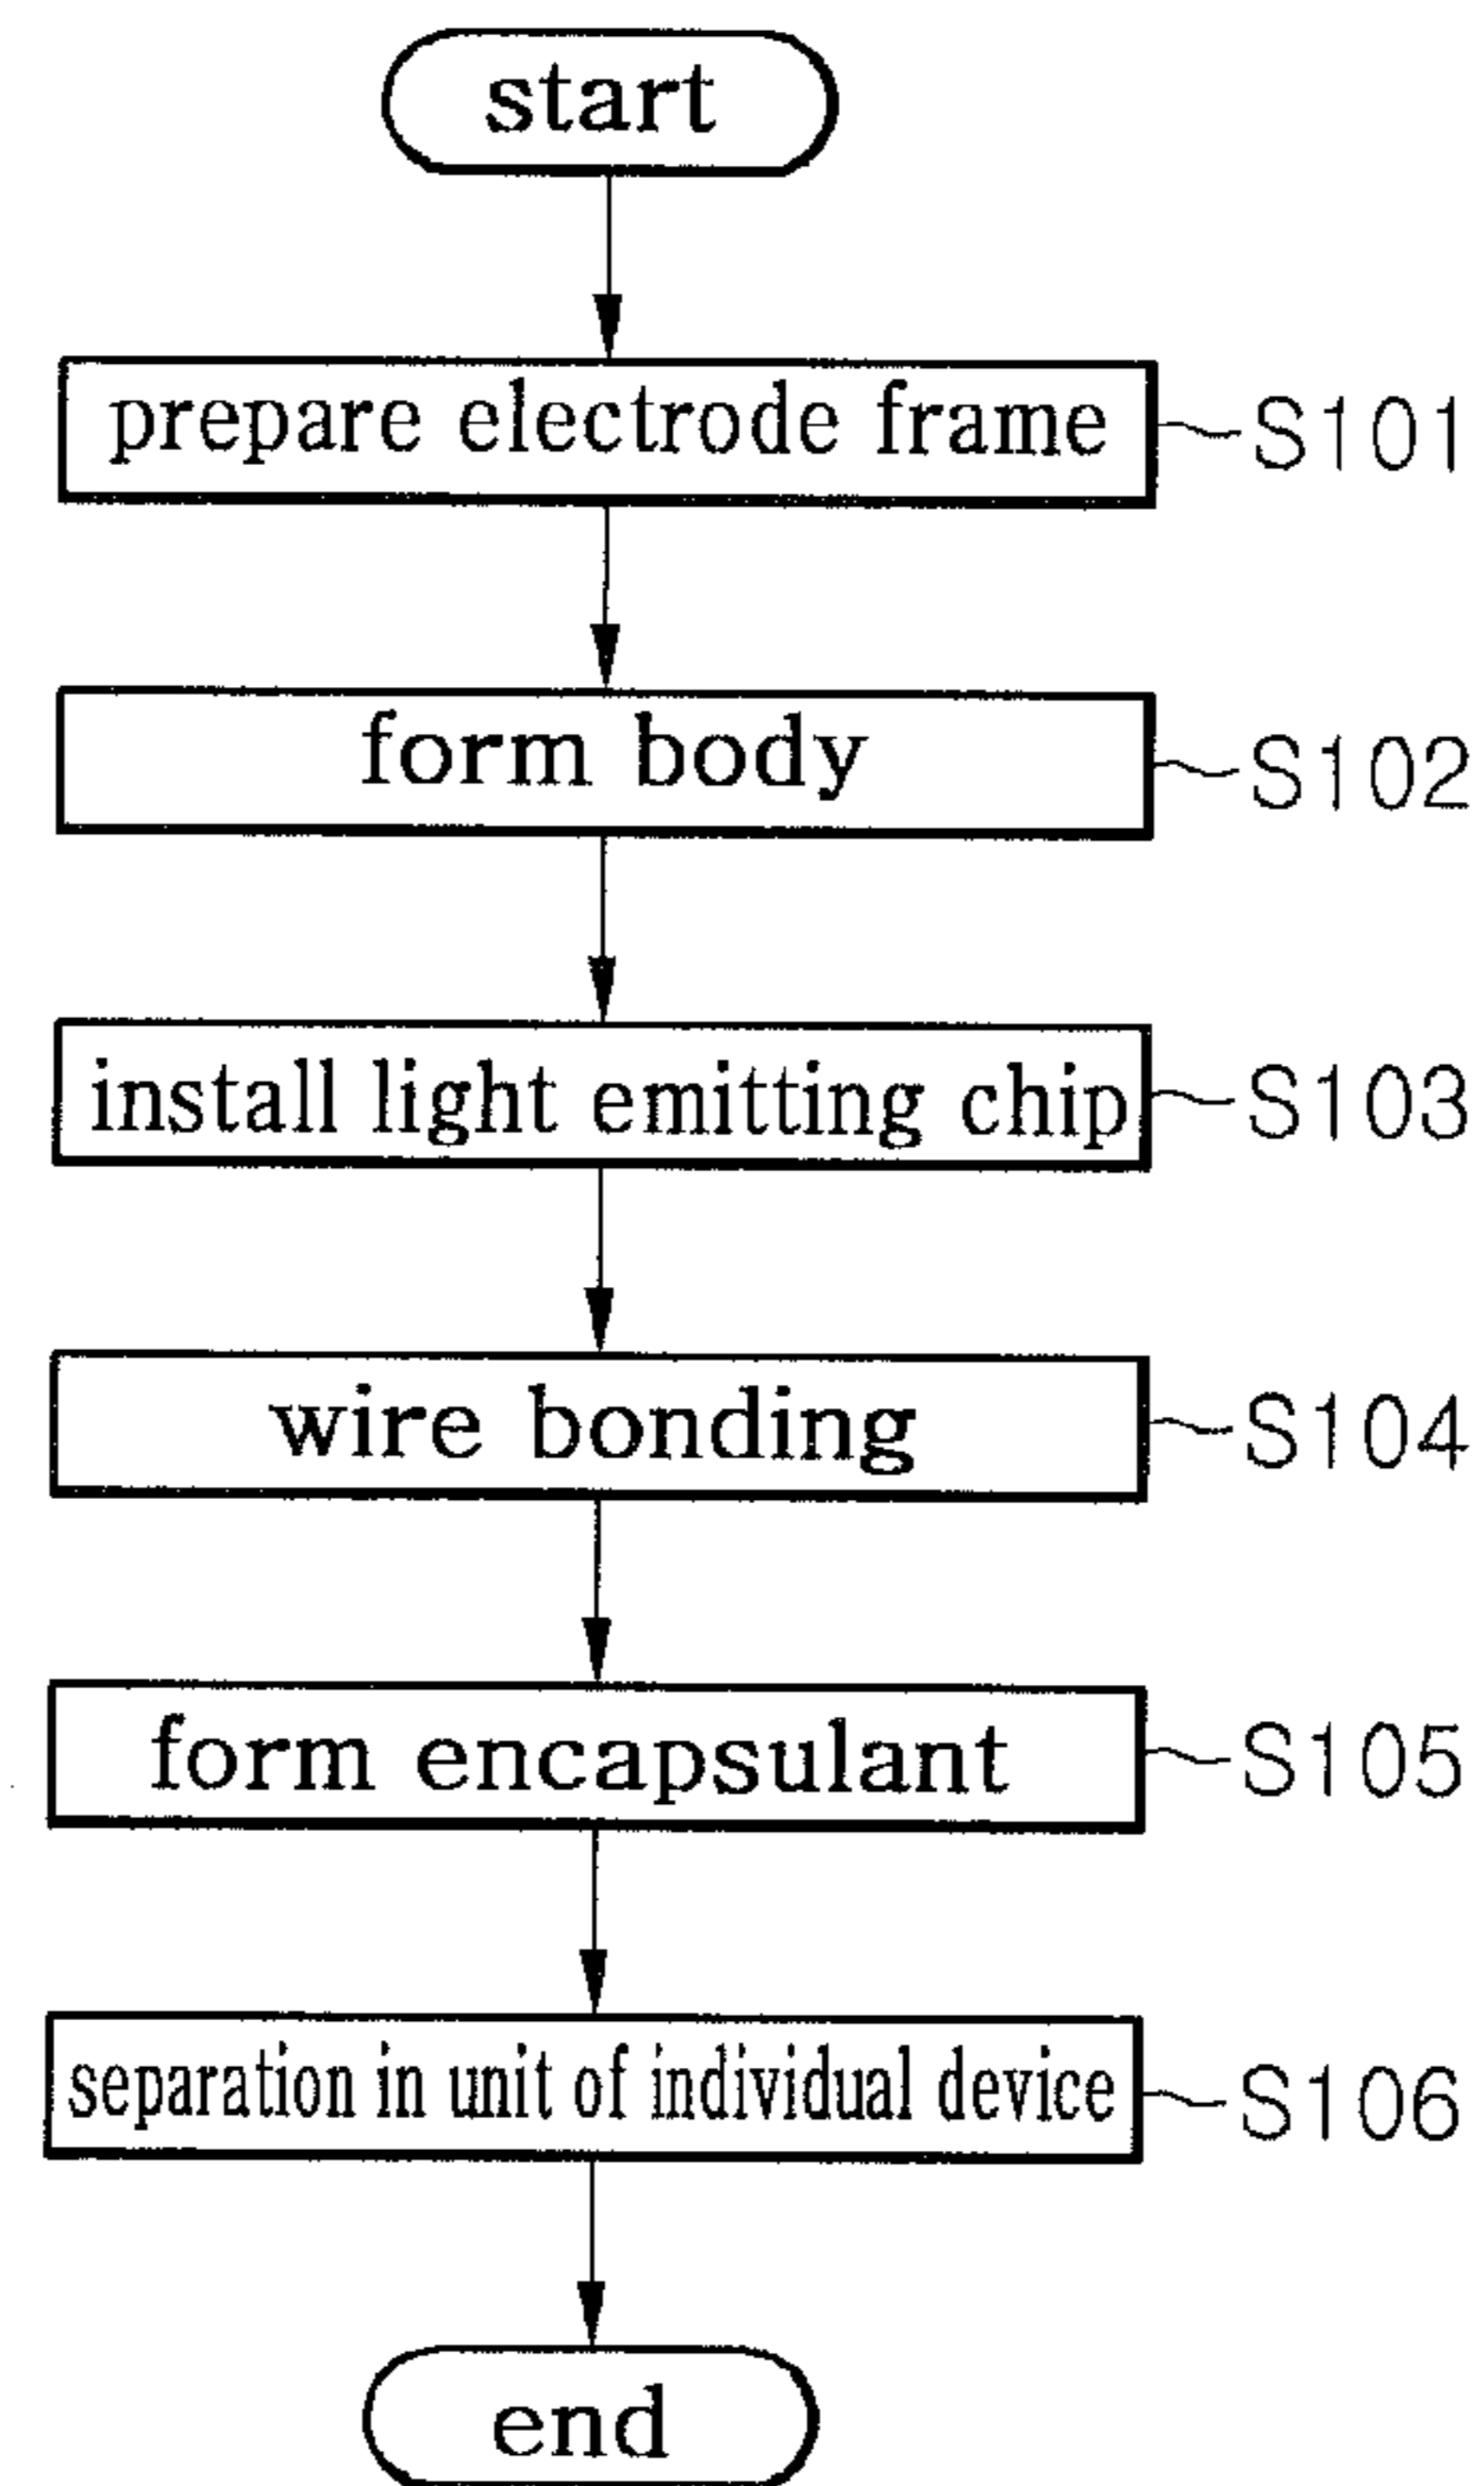 start
prepare electrode frame S101
form body S102
install light emitting chip S103
wire bonding S104
form encapsulant S105
separation in unit of individual device S106
end